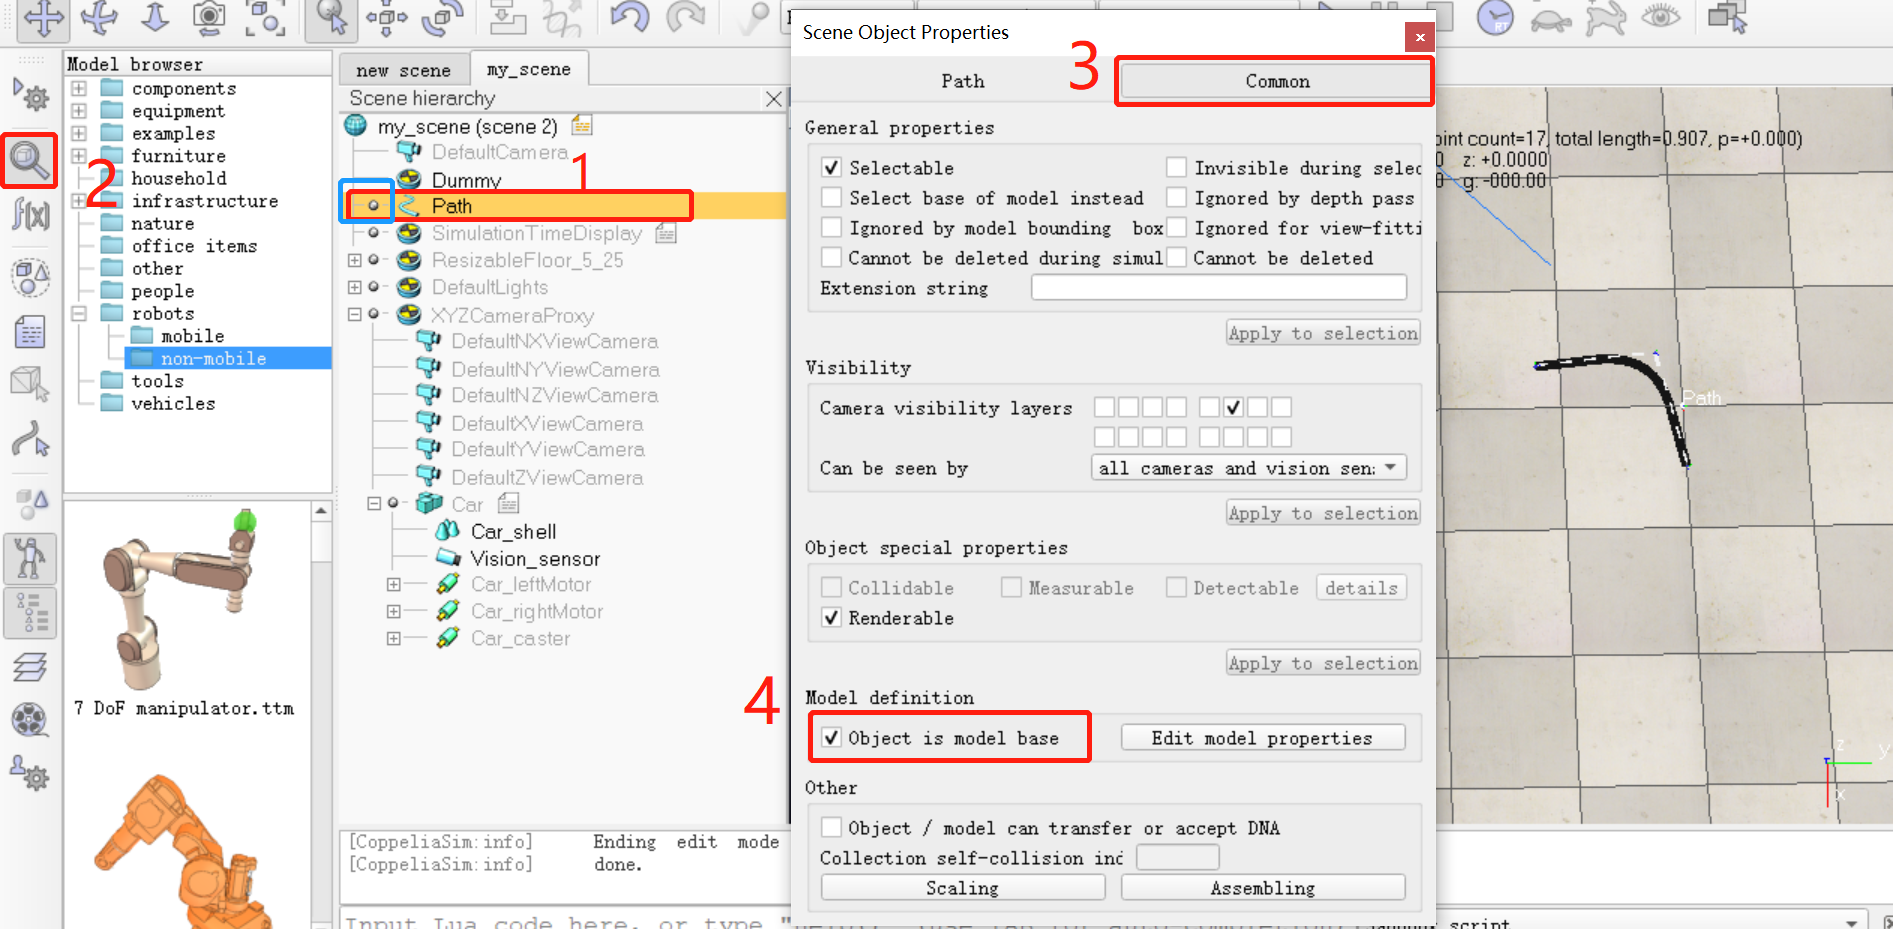 RT
Scene Object Properties
×
3
Path
Common
Model browser
components
equipment
examples
furniture
household
infrastructure
nature
office items
other
people
robots
mobile
non-mobile
tools
vehicles
2
f(x)
7 DoF manipulator.ttm
new scene
my_scene
Scene hierarchy
my_scene (scene 2)
DefaultCamera
1
Dummy
Path
SimulationTimeDisplay
ResizableFloor_5_25
DefaultLights
XYZCameraProxy
DefaultNXViewCamera
DefaultNYViewCamera
DefaultNZViewCamera
DefaultXViewCamera
DefaultYViewCamera
DefaultZViewCamera
Car
Car_shell
Vision_sensor
Car_leftMotor
Car_rightMotor
Car_caster
4
[CoppeliaSim:info] Ending edit mode
[CoppeliaSim:info] done.
Input Lua code here, or type "
General properties
Selectable
Invisible during selec
Select base of model instead
Ignored by depth pass
Ignored by model bounding box
Ignored for view-fitti
Cannot be deleted during simul
Cannot be deleted
Extension string
Apply to selection
Visibility
Camera visibility layers
Can be seen by
all cameras and vision sen
Apply to selection
Object special properties
Collidable
Measurable
Detectable
details
Renderable
Apply to selection
Model definition
Object is model base
Edit model properties
Other
Object / model can transfer or accept DNA
Collection self-collision ind
Scaling
Assembling
oint count=17, total length=0.907, p=+0.000)
0 z: +0.0000
0 g:-000.00
Path
z
y
x
script